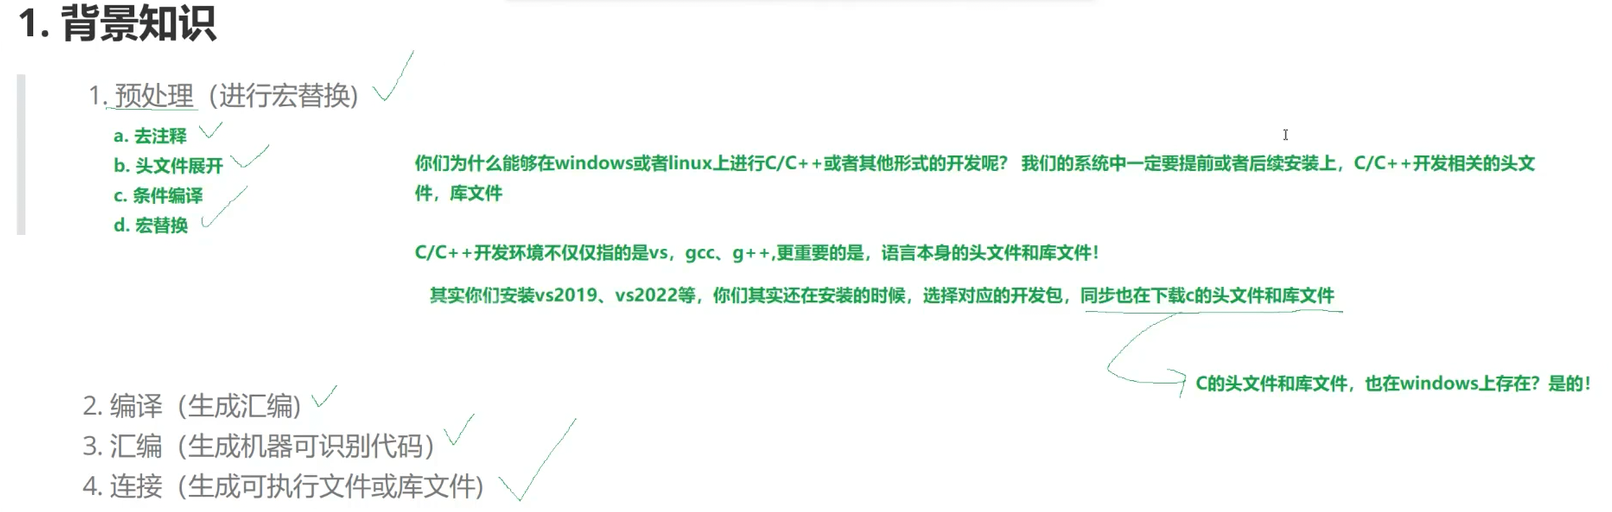 1. 背景知识
1. 预处理（进行宏替换)
a. 去注释
b. 头文件展开
c. 条件编译
d. 宏替换
你们为什么能够在windows或者linux上进行C/C++或者其他形式的开发呢？ 我们的系统中一定要提前或者后续安装上，C/C++开发相关的头文
件，库文件
C/C++开发环境不仅仅指的是vs，gcc、g++,更重要的是，语言本身的头文件和库文件！
其实你们安装vs2019、vs2022等，你们其实还在安装的时候，选择对应的开发包，同步也在下载c的头文件和库文件
C的头文件和库文件，也在windows上存在？是的！
2. 编译（生成汇编)
3. 汇编（生成机器可识别代码）
4. 连接（生成可执行文件或库文件)